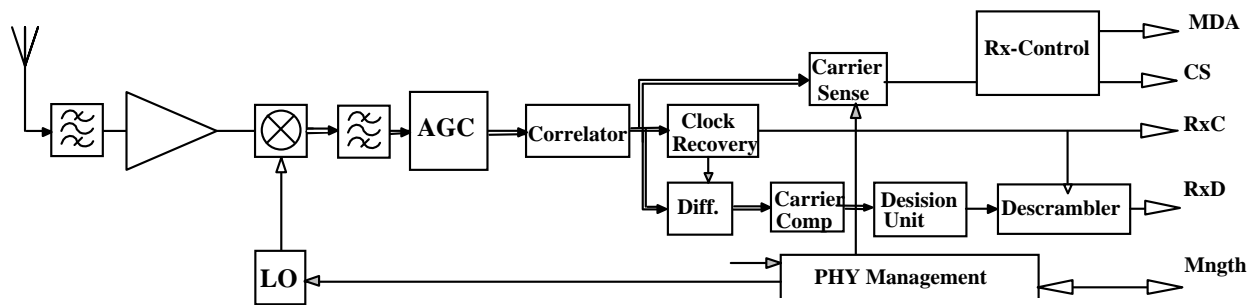 MDA
Rx-Control
Carrier
Sense
CS
AGC
Correlator
Clock
Recovery
RxC
Diff.
Carrier
Comp
Desision
Unit
Descrambler
RxD
LO
PHY Management
Mngth